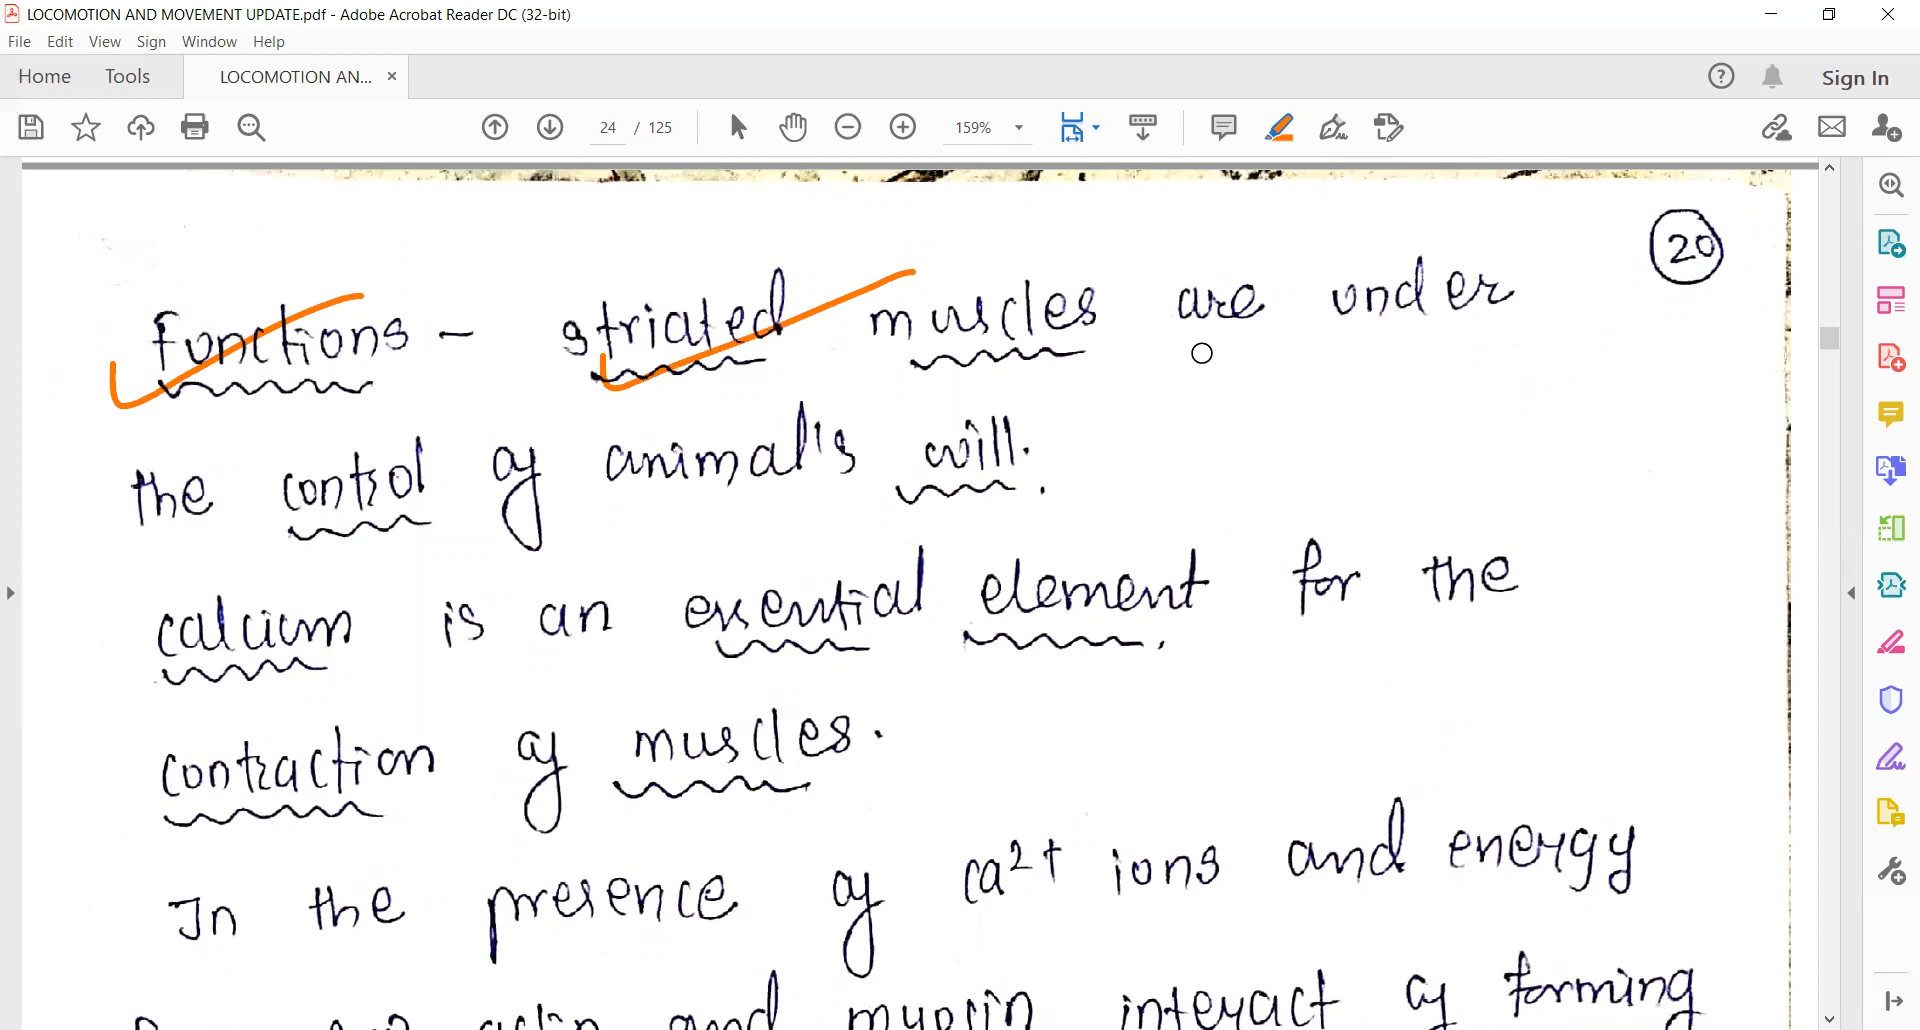 LOCOMOTION AND MOVEMENT UPDATE.pdf - Adobe Acrobat Reader DC (32-bit)
File Edit View Sign Window Help
Home Tools LOCOMOTION AN... × Sign In
24 / 125 159%
20
Functions - striated muscles are under
the control of animal's will.
calcium is an essential element for the
contraction of muscles.
In the presence of ca2+ ions and energy
actin and myosin interact of forming